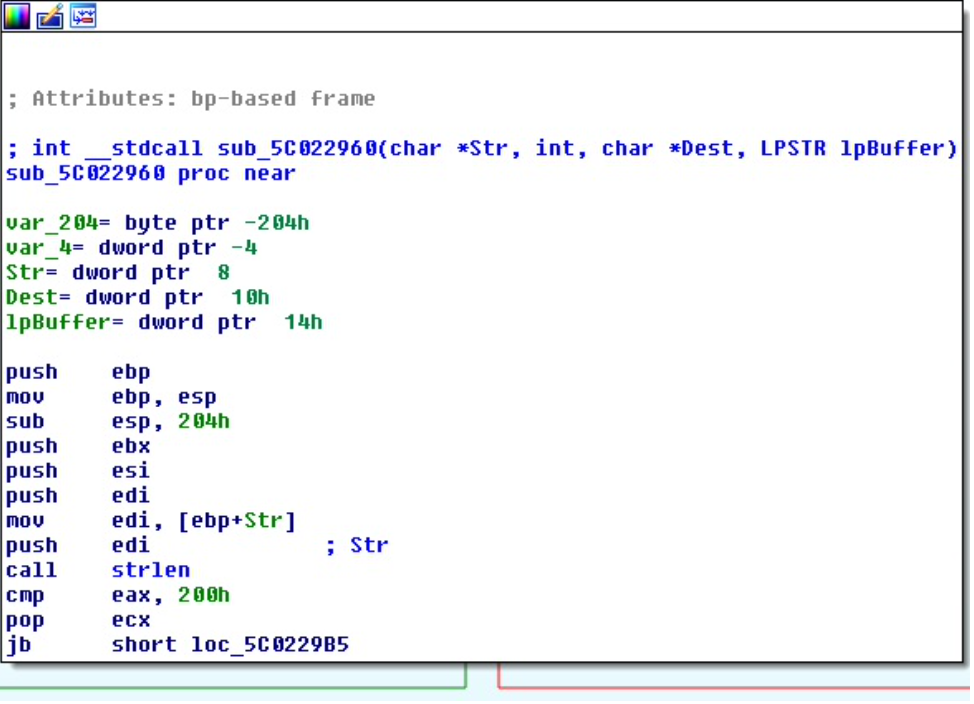 ; Attributes: bp-based frame
; int __stdcall sub_5C022960(char *Str, int, char *Dest, LPSTR lpBuffer)
sub_5C022960 proc near
var_204= byte ptr -204h
var_4= dword ptr -4
Str= dword ptr  8
Dest= dword ptr  10h
lpBuffer= dword ptr  14h
push    ebp
mov     ebp, esp
sub     esp, 204h
push    ebx
push    esi
push    edi
mov     edi, [ebp+Str]
push    edi             ; Str
call    strlen
cmp     eax, 200h
pop     ecx
jb      short loc_5C0229B5